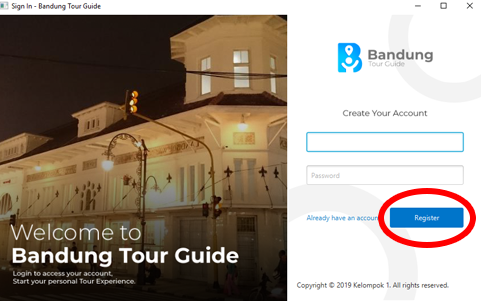 Sign In - Bandung Tour Guide
Bandung
Tour Guide
Create Your Account
Password
Already have an account
Register
Welcome to
Bandung Tour Guide
Login to access your account,
Start your personal Tour Experience.
Copyright © 2019 Kelompok 1. All rights reserved.